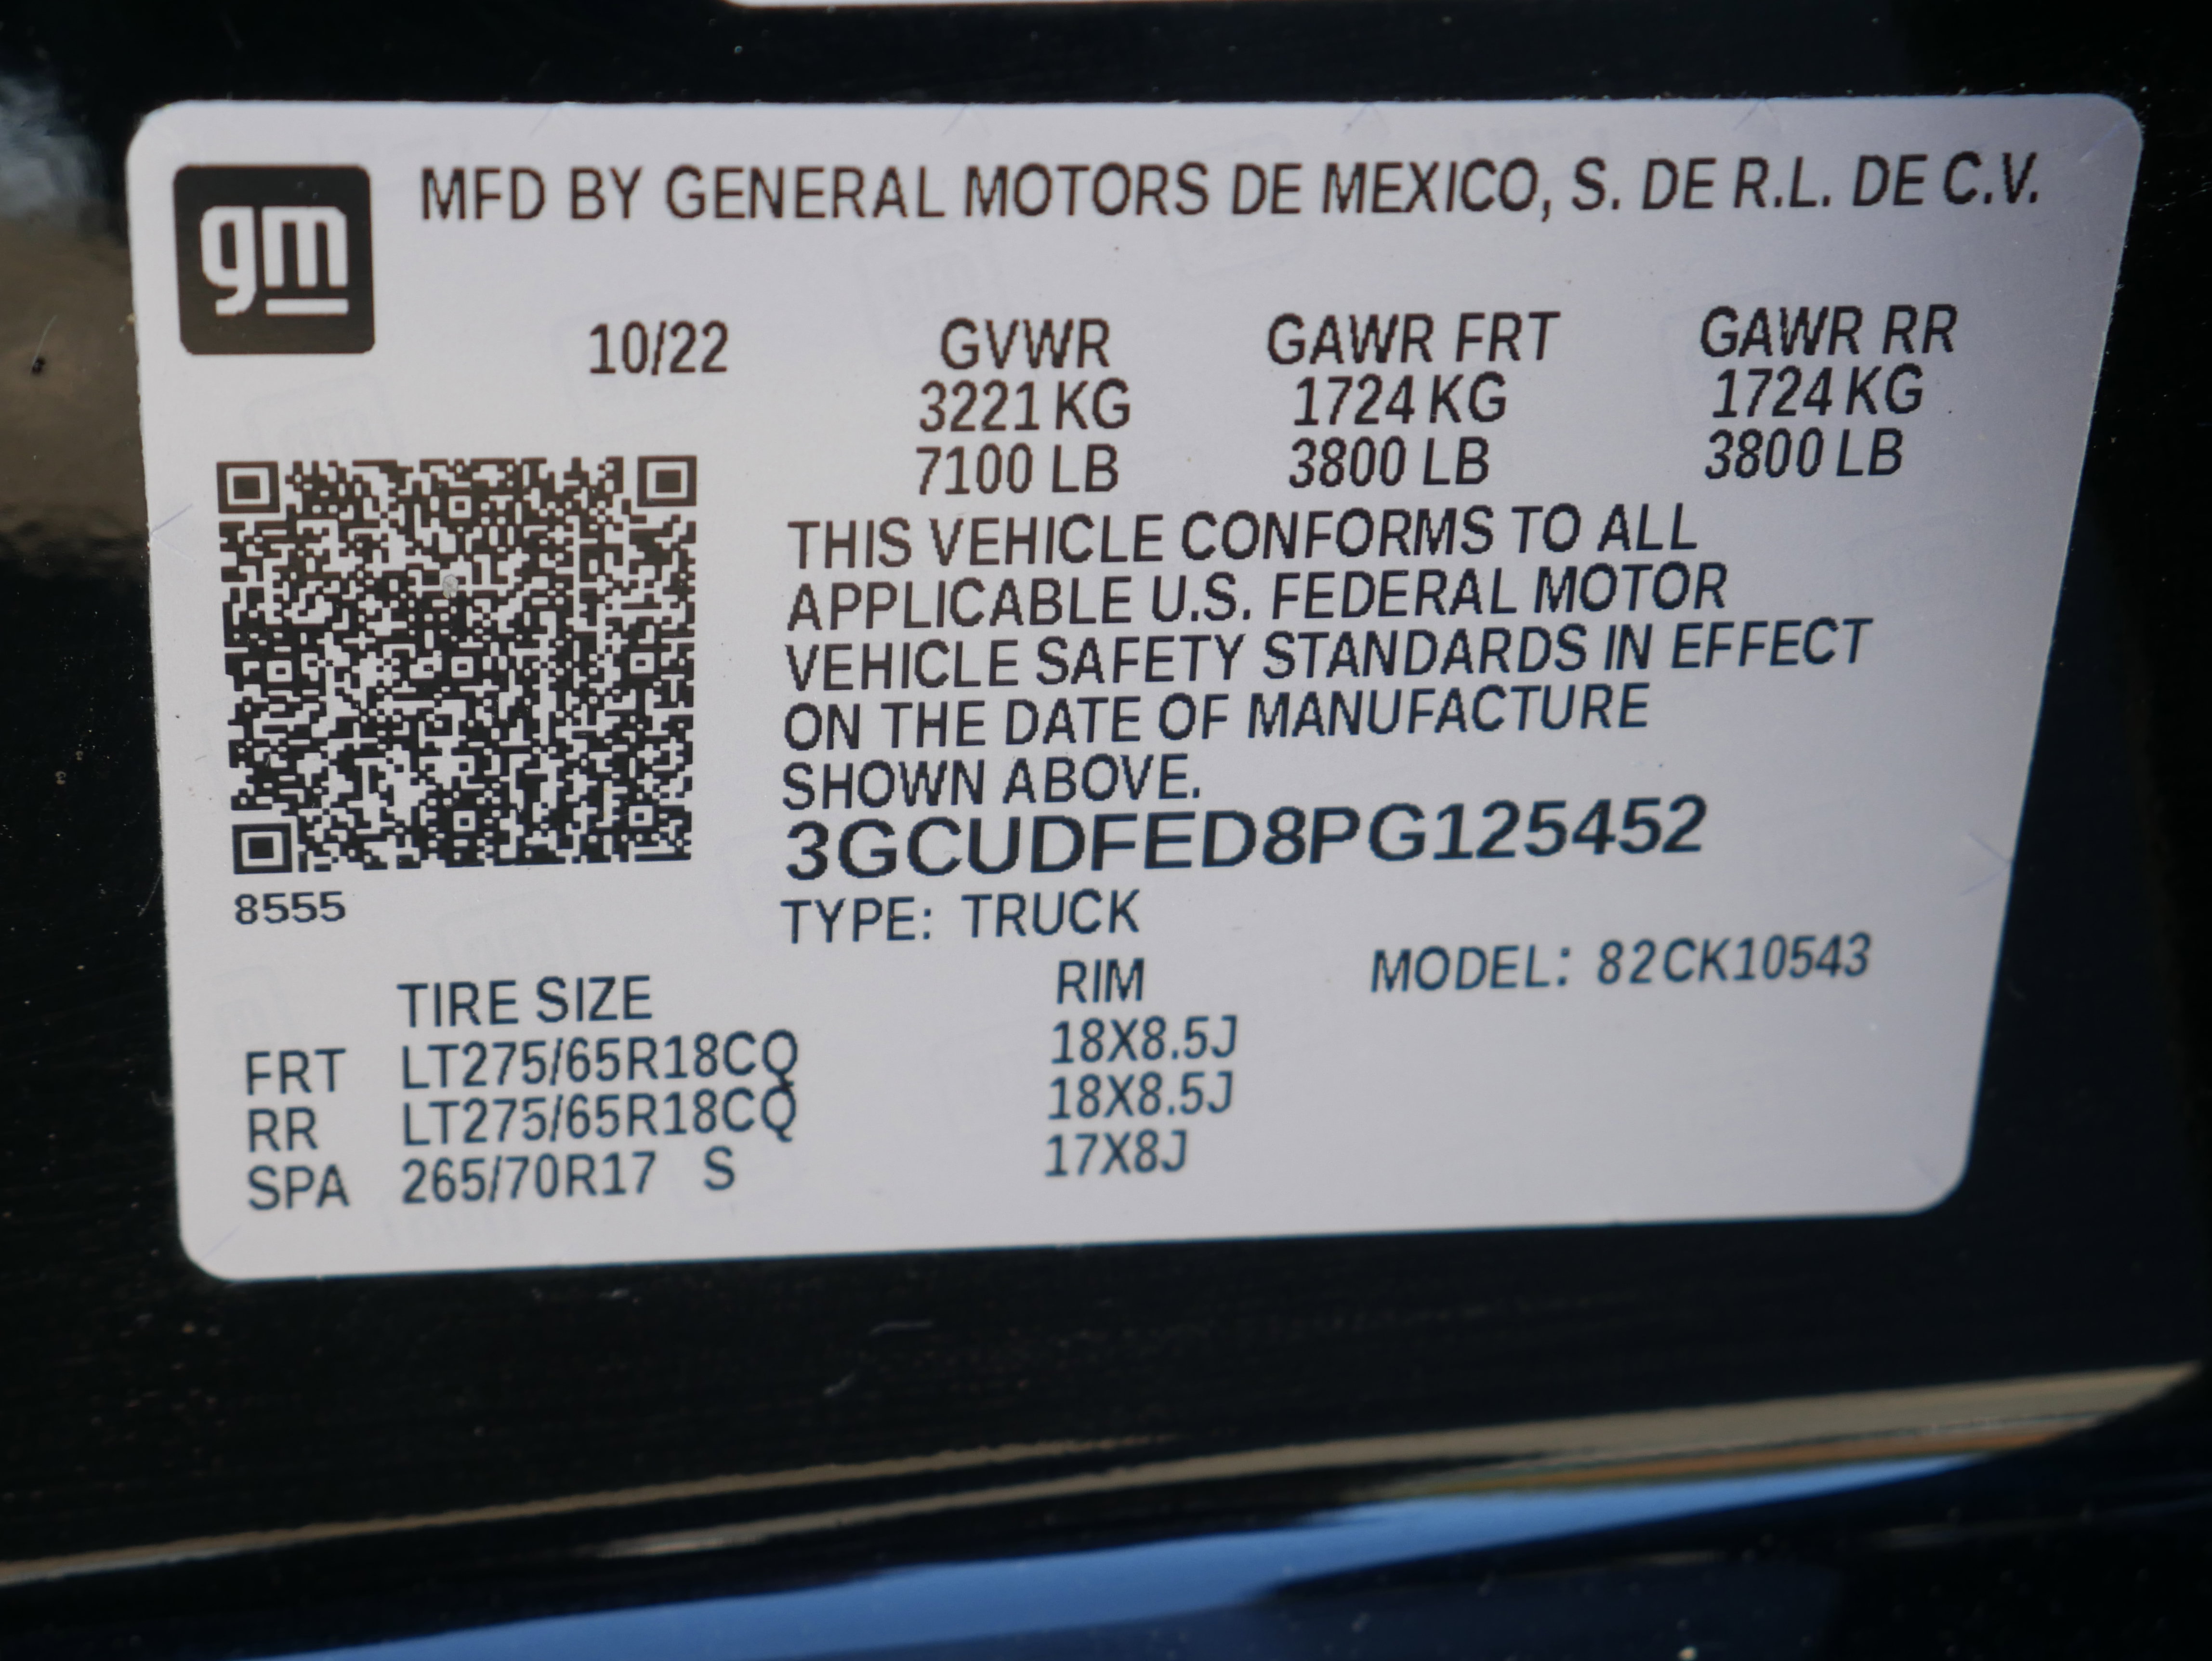 gm
MFD BY GENERAL MOTORS DE MEXICO, S. DE R.L. DE C.V.
10/22 GVWR GAWR FRT GAWR RR
3221 KG 1724 KG 1724 KG
7100 LB 3800 LB 3800 LB
THIS VEHICLE CONFORMS TO ALL
APPLICABLE U.S. FEDERAL MOTOR
VEHICLE SAFETY STANDARDS IN EFFECT
ON THE DATE OF MANUFACTURE
SHOWN ABOVE.
3GCUDFED8PG125452
8555
TYPE: TRUCK
MODEL: 82CK10543
TIRE SIZE RIM
FRT LT275/65R18CQ 18X8.5J
RR LT275/65R18CQ 18X8.5J
SPA 265/70R17 S 17X8J